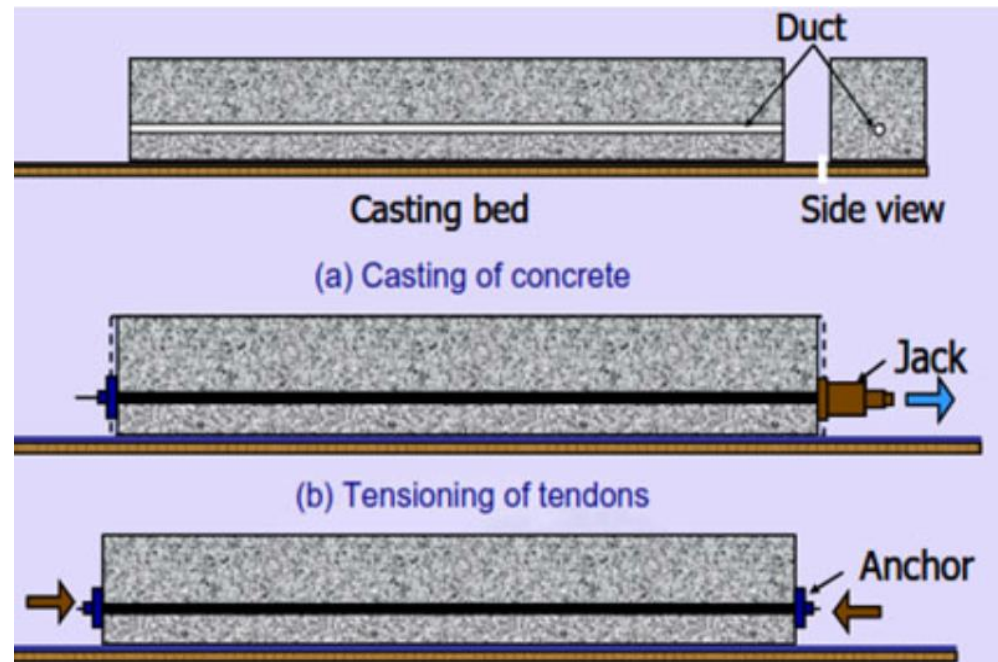 Duct
Casting bed
Side view
(a) Casting of concrete
Jack
(b) Tensioning of tendons
Anchor